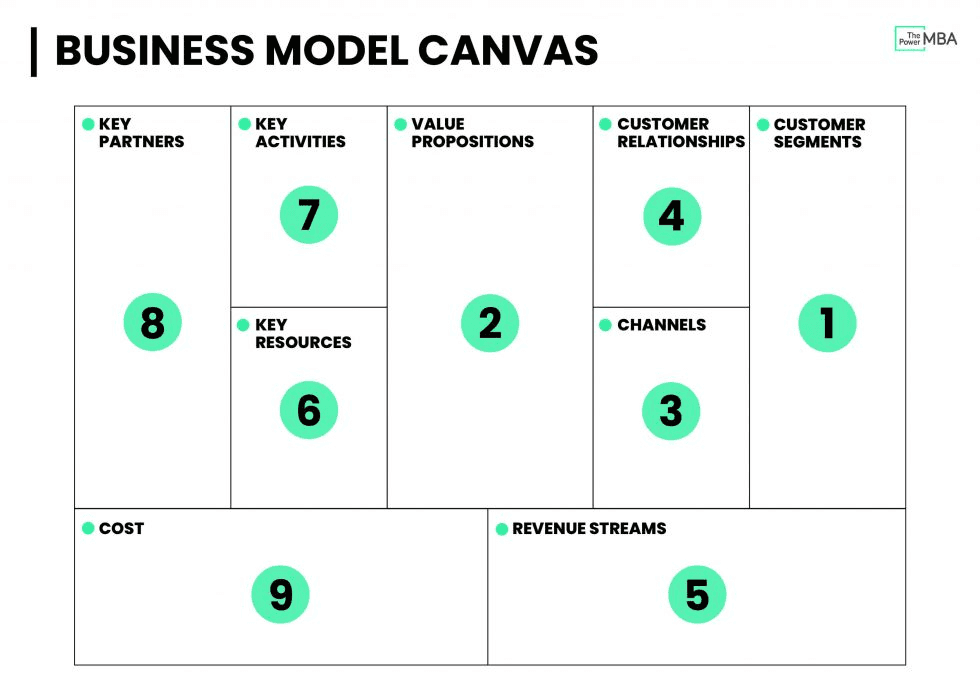 BUSINESS MODEL CANVAS
The
Power MBA
KEY
PARTNERS
8
KEY
ACTIVITIES
7
KEY
RESOURCES
6
VALUE
PROPOSITIONS
2
CUSTOMER
RELATIONSHIPS
4
CHANNELS
3
CUSTOMER
SEGMENTS
1
COST
9
REVENUE STREAMS
5